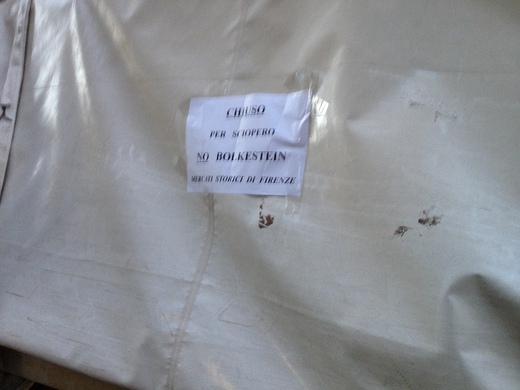 CHIUSO
PER SCIOPERO
NO BOLKESTEIN
MERCATI STORICI DI FIRENZE